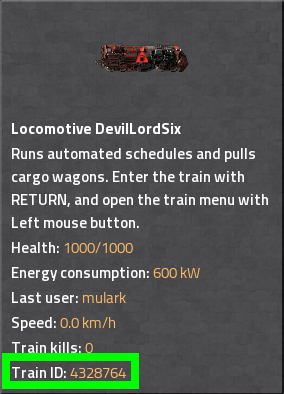 Locomotive DevilLordSix
Runs automated schedules and pulls
cargo wagons. Enter the train with
RETURN, and open the train menu with
Left mouse button.
Health: 1000/1000
Energy consumption: 600 kW
Last user: mulark
Speed: 0.0 km/h
Train kills: 0
Train ID: 4328764